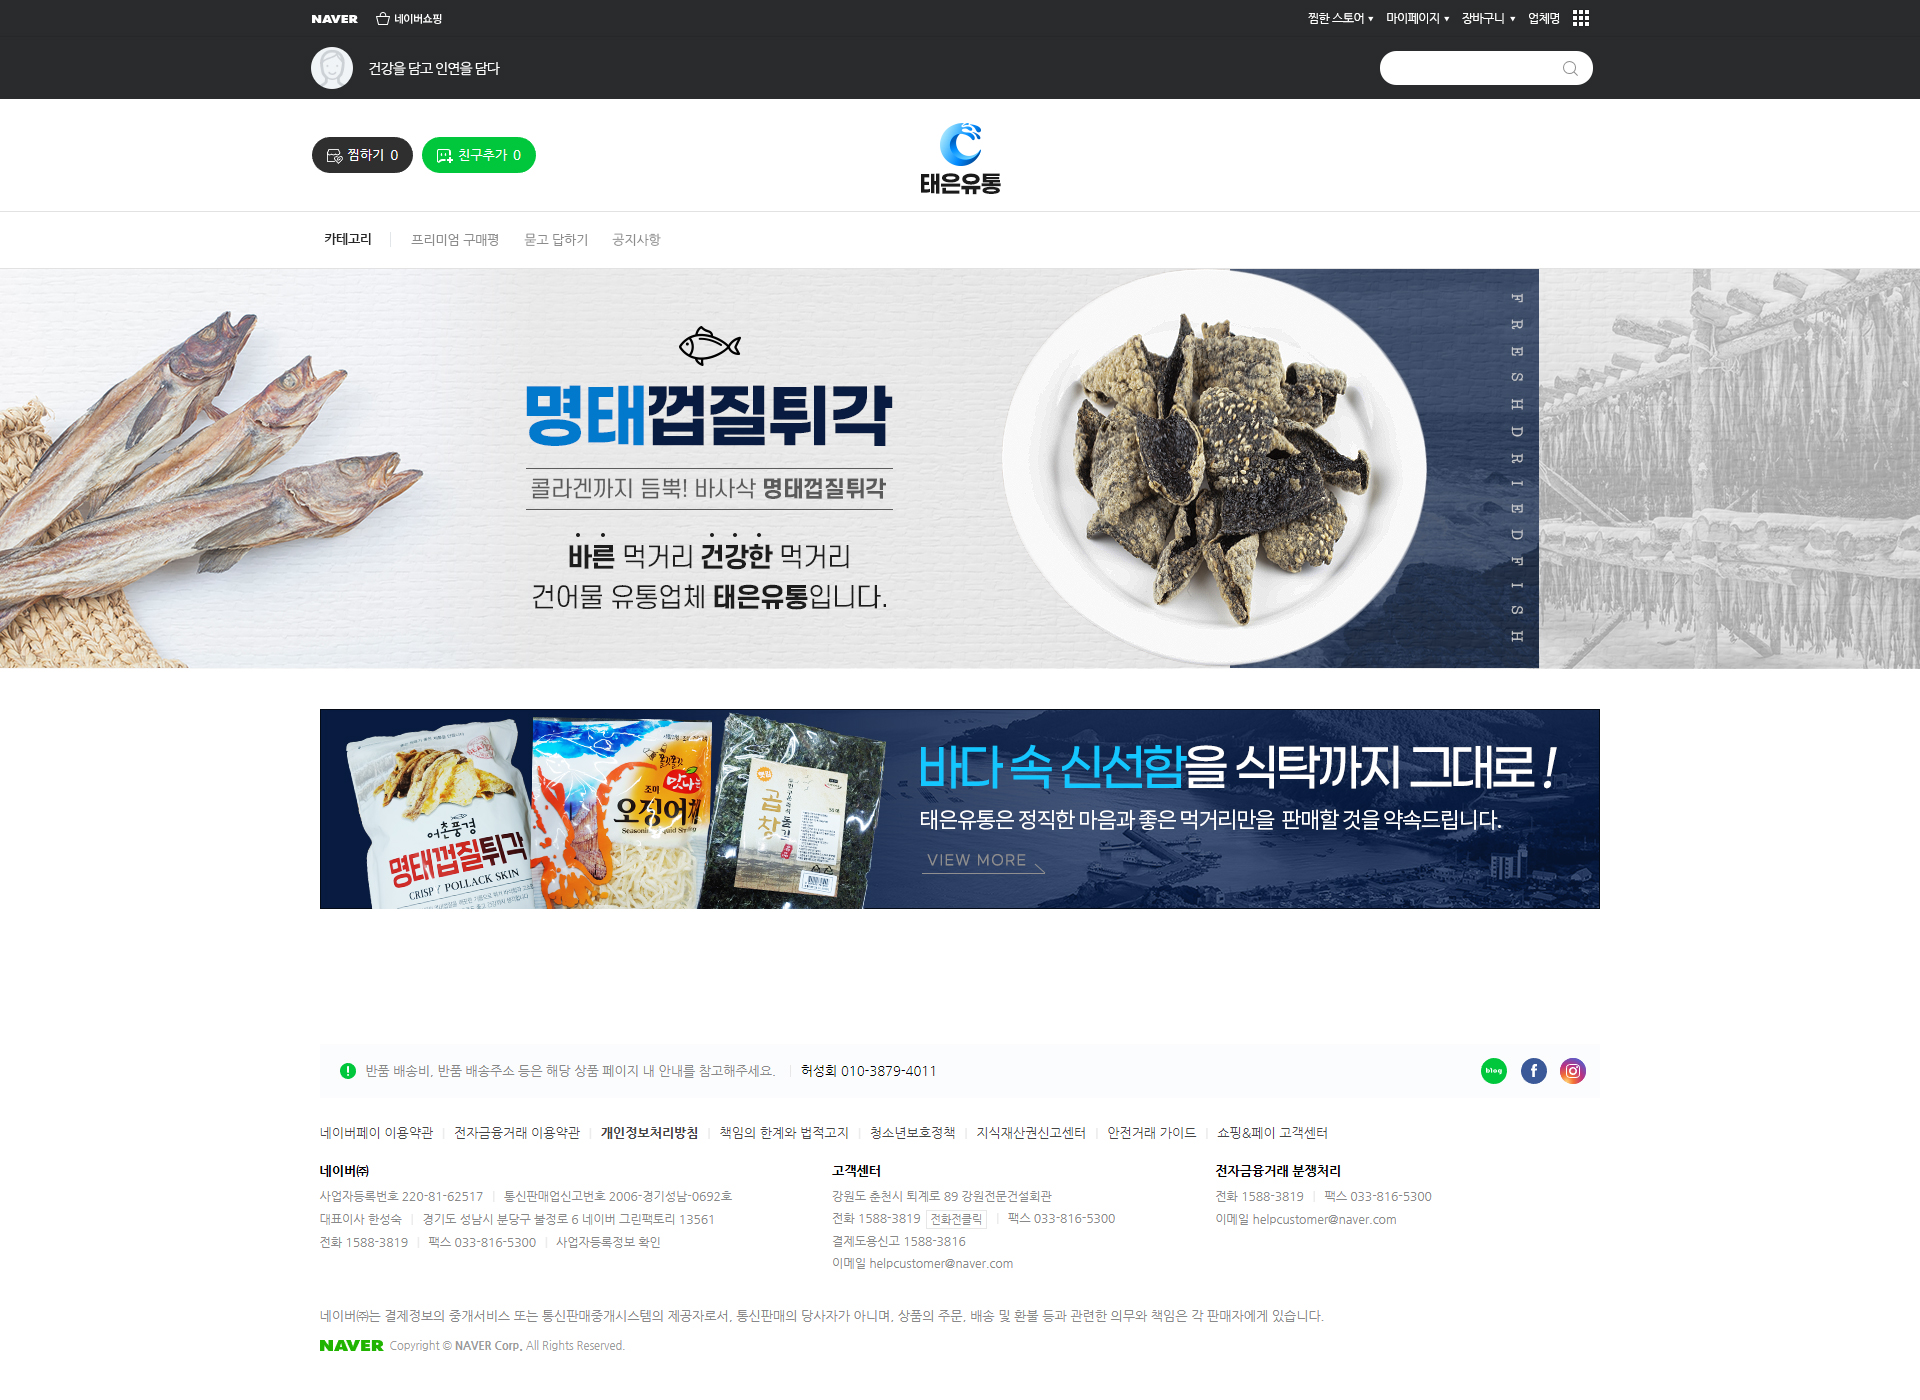 NAVER 네이버쇼핑 찜한 스토어 ▼ 마이페이지 ▼ 장바구니 ▼ 업체명
건강을 담고 인연을 담다
찜하기 0 친구추가 0
태은유통
카테고리 프리미엄 구매평 묻고 답하기 공지사항
명태껍질튀각
콜라겐까지 듬뿍! 바사삭 명태껍질튀각
바른 먹거리 건강한 먹거리
건어물 유통업체 태은유통입니다.
FRESHDRIEDFISH
어촌풍경
명태껍질튀각
CRISP / POLLACK SKIN
쫄깃쫄깃
맛나
조미
오징어채
곱창
돌김
바다 속 신선함을 식탁까지 그대로!
태은유통은 정직한 마음과 좋은 먹거리만을 판매할 것을 약속드립니다.
VIEW MORE
반품 배송비, 반품 배송주소 등은 해당 상품 페이지 내 안내를 참고해주세요. 허성회 010-3879-4011 blog
네이버페이 이용약관 전자금융거래 이용약관 개인정보처리방침 책임의 한계와 법적고지 청소년보호정책 지식재산권신고센터 안전거래 가이드 쇼핑&페이 고객센터
네이버㈜
사업자등록번호 220-81-62517 통신판매업신고번호 2006-경기성남-0692호
대표이사 한성숙 경기도 성남시 분당구 불정로 6 네이버 그린팩토리 13561
전화 1588-3819 팩스 033-816-5300 사업자등록정보 확인
고객센터
강원도 춘천시 퇴계로 89 강원전문건설회관
전화 1588-3819 전화전클릭 팩스 033-816-5300
결제도용신고 1588-3816
이메일 helpcustomer@naver.com
전자금융거래 분쟁처리
전화 1588-3819 팩스 033-816-5300
이메일 helpcustomer@naver.com
네이버㈜는 결제정보의 중개서비스 또는 통신판매중개시스템의 제공자로서, 통신판매의 당사자가 아니며, 상품의 주문, 배송 및 환불 등과 관련한 의무와 책임은 각 판매자에게 있습니다.
NAVER Copyright © NAVER Corp. All Rights Reserved.